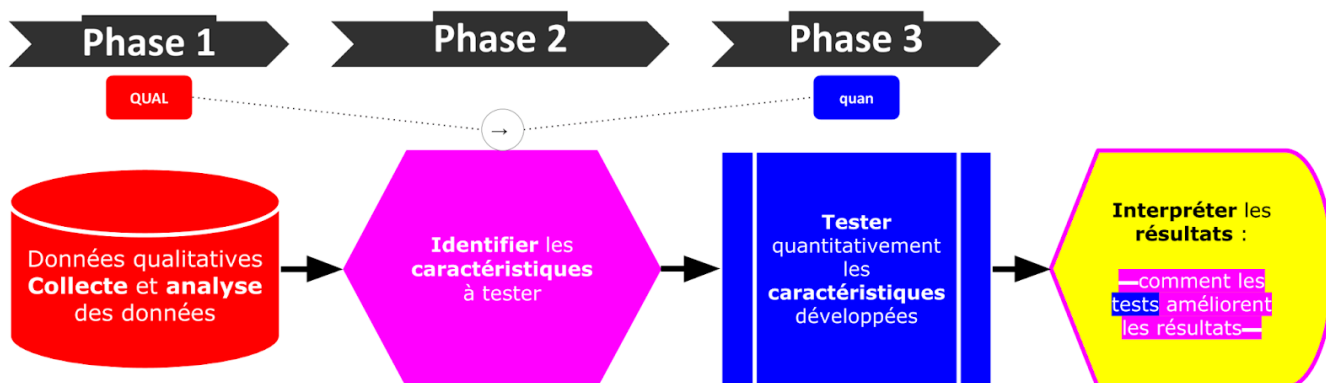 Phase 1
Phase 2
Phase 3
QUAL
quan
→
Données qualitatives
Collecte et analyse
des données
Identifier les
caractéristiques
à tester
Tester
quantitativement
les
caractéristiques
développées
Interpréter les
résultats :
—comment les
tests améliorent
les résultats—